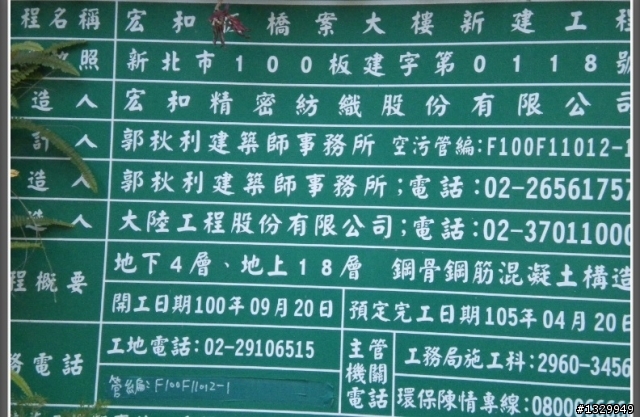 程名稱 宏和 橋案大樓新建工程
照 新北市100板建字第0118號
造人 宏和精密紡織股份有限公司
計人 郭秋利建築師事務所 空污管編:F100F11012-1
造人 郭秋利建築師事務所;電話:02-26561757
造人 大陸工程股份有限公司;電話:02-37011000
程概要 地下4層、地上18層 鋼骨鋼筋混凝土構造
開工日期100年09月20日 預定完工日期105年04月20日
務電話 工地電話:02-29106515 主管機關電話 工務局施工科:2960-3456
管編: F100F11012-1 環保陳情專線:0800
#1329949